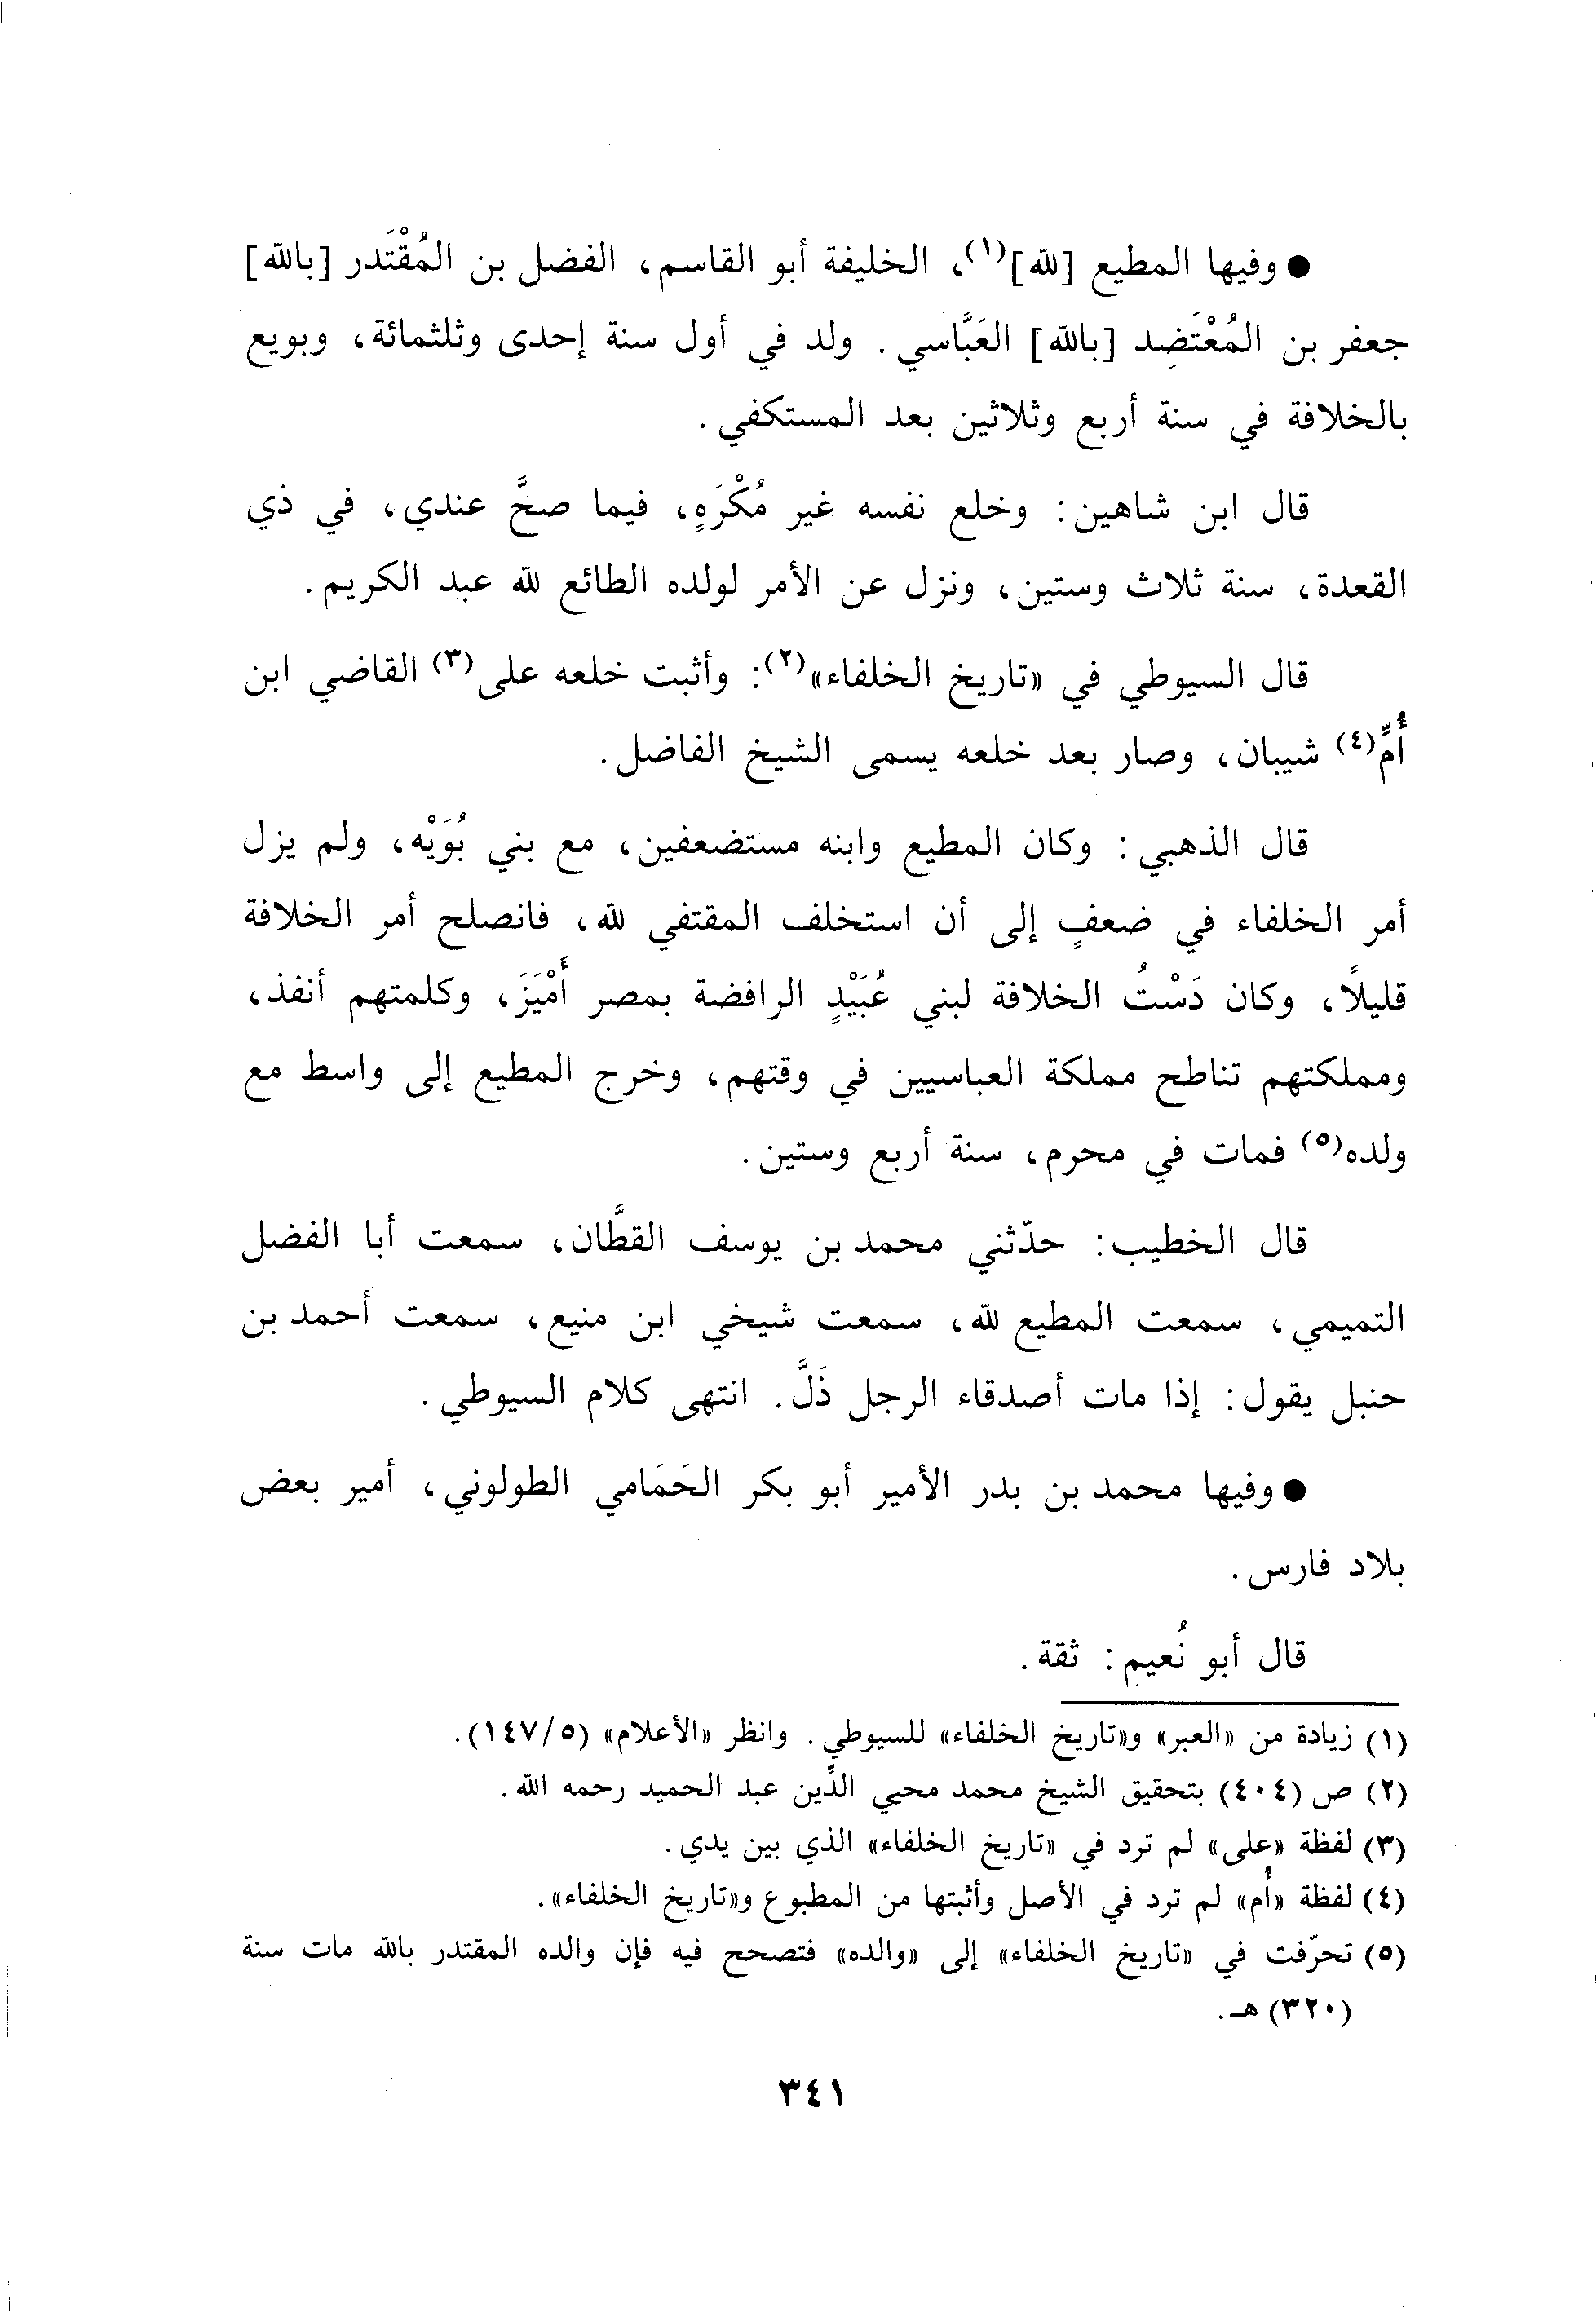 ● وفيها المطيع [لله](١)، الخليفة أبو القاسم، الفضل بن المُقْتَدر [بالله]
جعفر بن المُعْتَضِد [بالله] العَبَّاسي. ولد في أول سنة إحدى وثلثمائة، وبويع
بالخلافة في سنة أربع وثلاثين بعد المستكفي.
قال ابن شاهين: وخلع نفسه غير مُكْرَهٍ، فيما صحَّ عندي، في ذي
القعدة، سنة ثلاث وستين، ونزل عن الأمر لولده الطائع لله عبد الكريم.
قال السيوطي في «تاريخ الخلفاء»(٢): وأثبت خلعه على(٣) القاضي ابن
أُمِّ(٤) شيبان، وصار بعد خلعه يسمى الشيخ الفاضل.
قال الذهبي: وكان المطيع وابنه مستضعفين، مع بني بُوَيْه، ولم يزل
أمر الخلفاء في ضعفٍ إلى أن استخلف المقتفي لله، فانصلح أمر الخلافة
قليلًا، وكان دَسْتُ الخلافة لبني عُبَيْدٍ الرافضة بمصر أَمْيَزَ، وكلمتهم أنفذ،
ومملكتهم تناطح مملكة العباسيين في وقتهم، وخرج المطيع إلى واسط مع
ولده(٥) فمات في محرم، سنة أربع وستين.
قال الخطيب: حدّثني محمد بن يوسف القطَّان، سمعت أبا الفضل
التميمي، سمعت المطيع لله، سمعت شيخي ابن منيع، سمعت أحمد بن
حنبل يقول: إذا مات أصدقاء الرجل ذَلَّ. انتهى كلام السيوطي.
● وفيها محمد بن بدر الأمير أبو بكر الحَمَامي الطولوني، أمير بعض
بلاد فارس.
قال أبو نُعيم: ثقة.
(١) زيادة من «العبر» و«تاريخ الخلفاء» للسيوطي. وانظر «الأعلام» (١٤٧/٥).
(٢) ص (٤٠٤) بتحقيق الشيخ محمد محيي الدِّين عبد الحميد رحمه الله.
(٣) لفظة «على» لم ترد في «تاريخ الخلفاء» الذي بين يدي.
(٤) لفظة «أُم» لم ترد في الأصل وأثبتها من المطبوع و«تاريخ الخلفاء».
(٥) تحرّفت في «تاريخ الخلفاء» إلى «والده» فتصحح فيه فإن والده المقتدر بالله مات سنة
(٣٢٠) هـ.
٣٤١